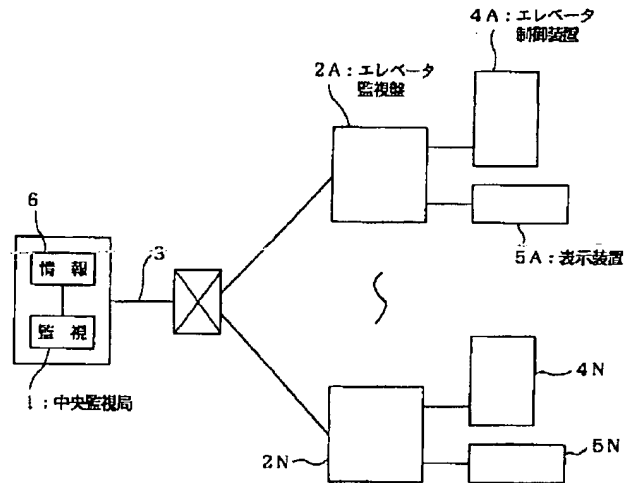 4A：エレベータ
制御装置
2A：エレベータ
監視盤
6
情報
3
5A：表示装置
監視
1：中央監視局
4N
2N
5N